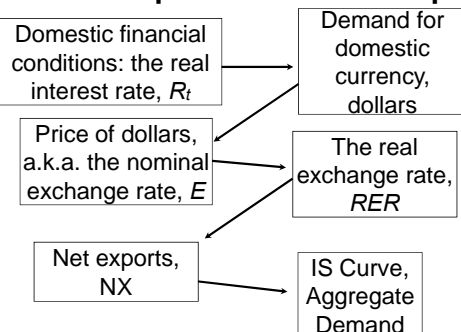 Domestic financial
conditions: the real
interest rate, Rt
Demand for
domestic
currency,
dollars
Price of dollars,
a.k.a. the nominal
exchange rate, E
The real
exchange rate,
RER
Net exports,
NX
IS Curve,
Aggregate
Demand